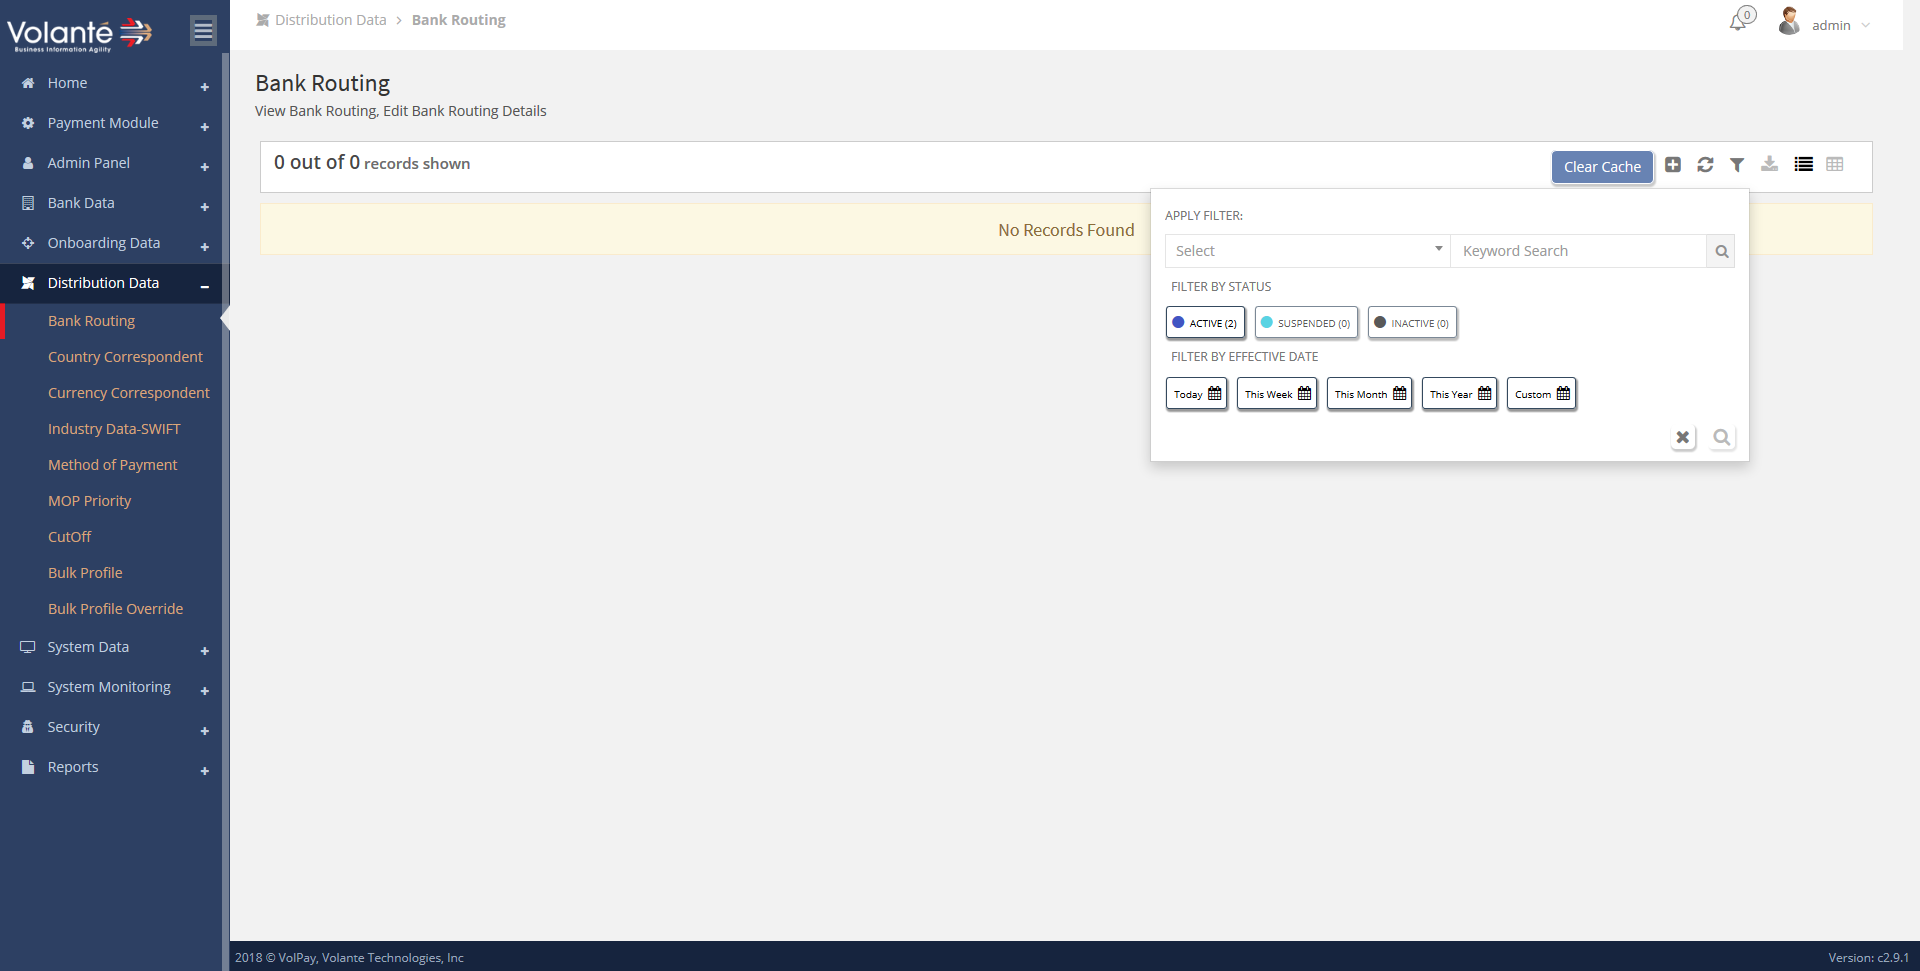 Volanté
Business Information Agility
Distribution Data > Bank Routing
0
admin
Home
Payment Module
Admin Panel
Bank Data
Onboarding Data
Distribution Data
Bank Routing
Country Correspondent
Currency Correspondent
Industry Data-SWIFT
Method of Payment
MOP Priority
CutOff
Bulk Profile
Bulk Profile Override
System Data
System Monitoring
Security
Reports
Bank Routing
View Bank Routing, Edit Bank Routing Details
0 out of 0 records shown
Clear Cache
No Records Found
APPLY FILTER:
Select
Keyword Search
FILTER BY STATUS
ACTIVE (2) SUSPENDED (0) INACTIVE (0)
FILTER BY EFFECTIVE DATE
Today This Week This Month This Year Custom
2018 © VolPay, Volante Technologies, Inc
Version: c2.9.1